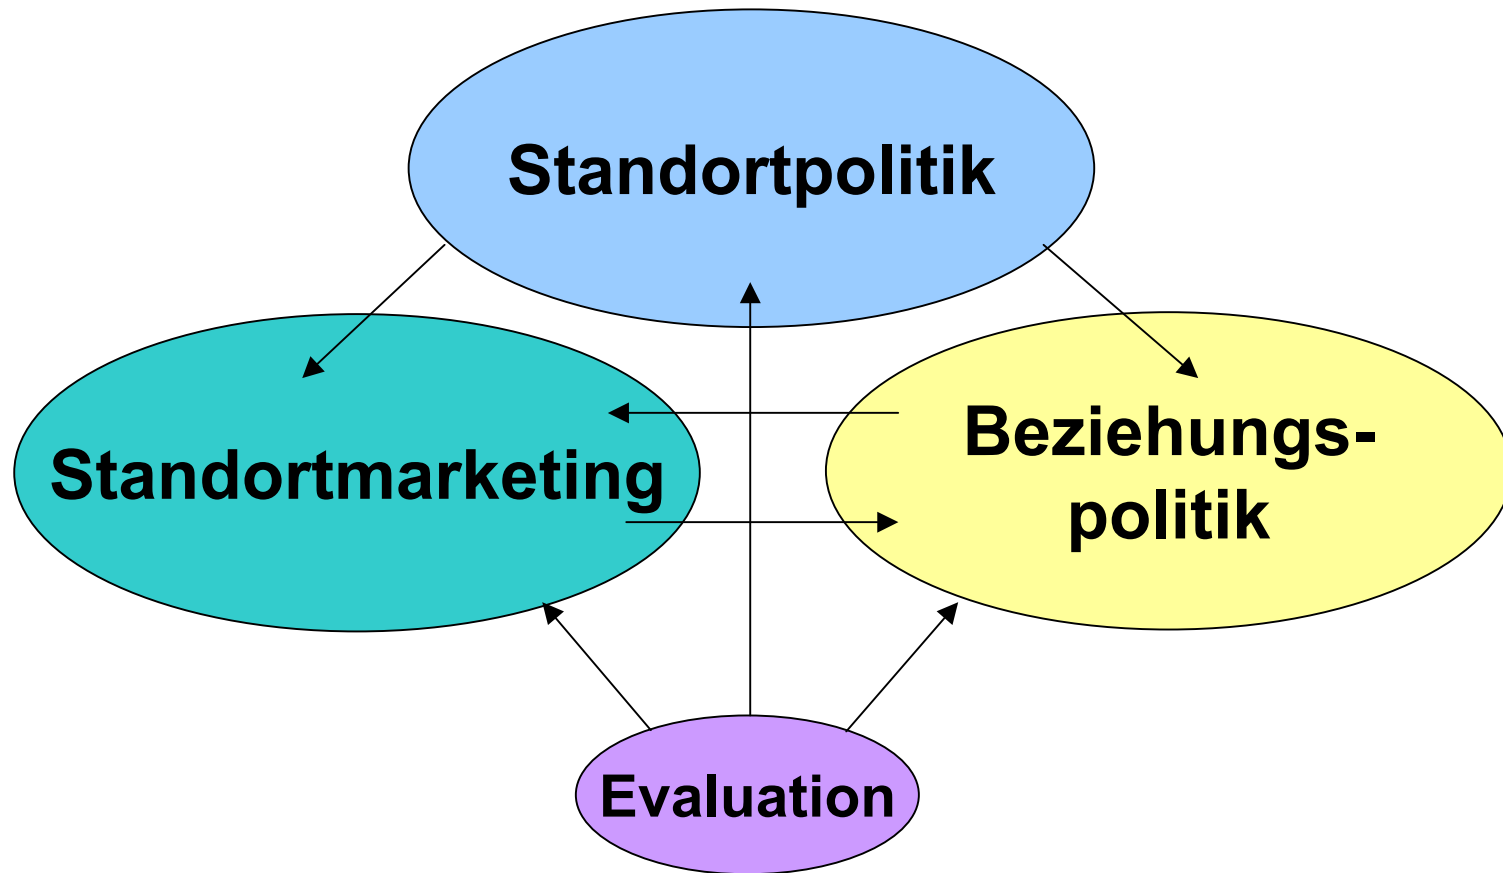 Standortpolitik
Standortmarketing
Beziehungs-
politik
Evaluation